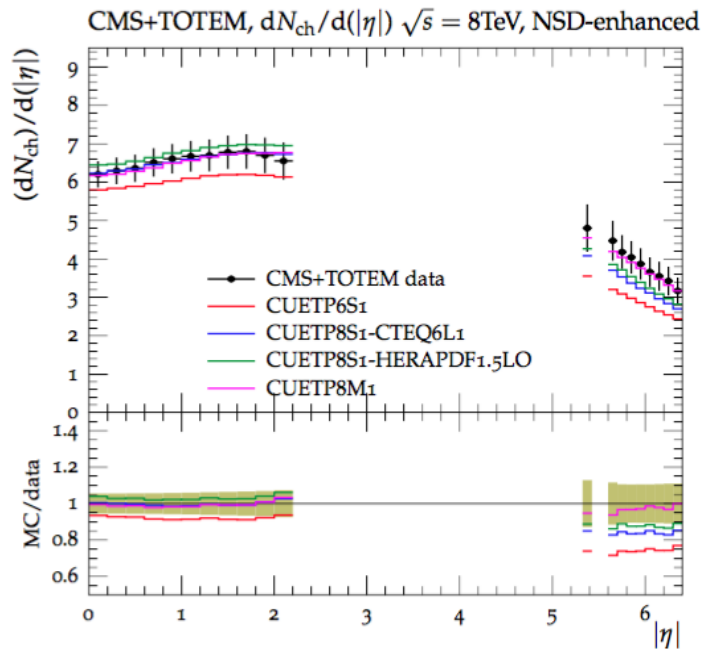 CMS+TOTEM, dN_ch/d(|η|) √s = 8TeV, NSD-enhanced
(dN_ch)/d(|η|)
9
8
7
6
5
4
3
2
1
0
CMS+TOTEM data
CUETP6S1
CUETP8S1-CTEQ6L1
CUETP8S1-HERAPDF1.5LO
CUETP8M1
MC/data
1.4
1.2
1
0.8
0.6
0 1 2 3 4 5 6
|η|